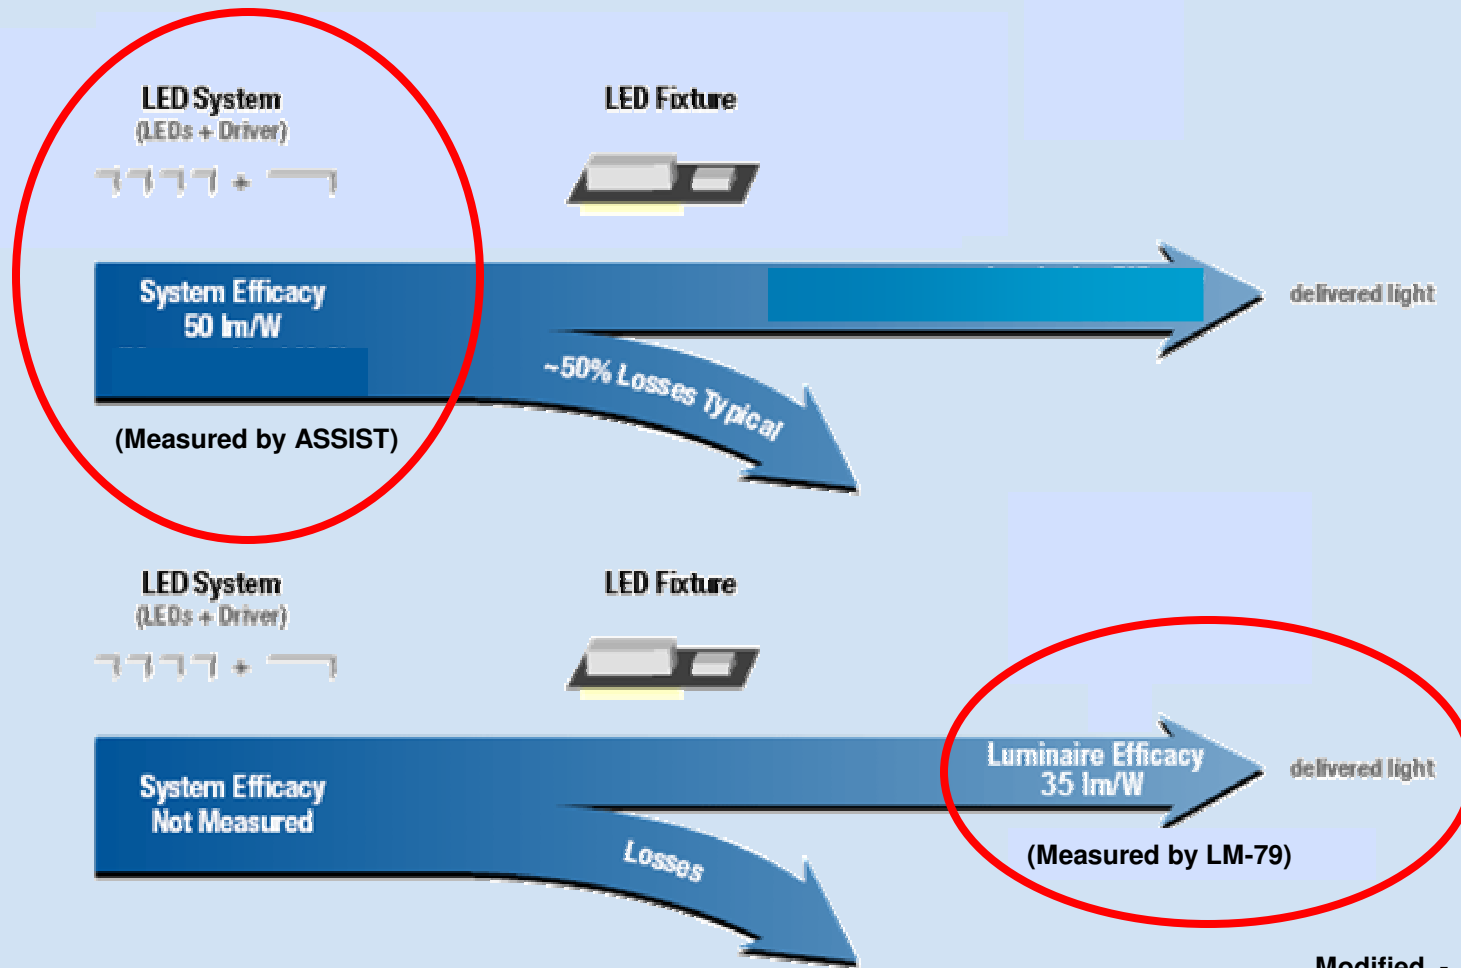 LED System
(LEDs + Driver)
LED Fixture
+
System Efficacy
50 lm/W
delivered light
~50% Losses Typical
(Measured by ASSIST)
LED System
(LEDs + Driver)
LED Fixture
+
Luminaire Efficacy
35 lm/W
delivered light
System Efficacy
Not Measured
Losses
(Measured by LM-79)
Modified -